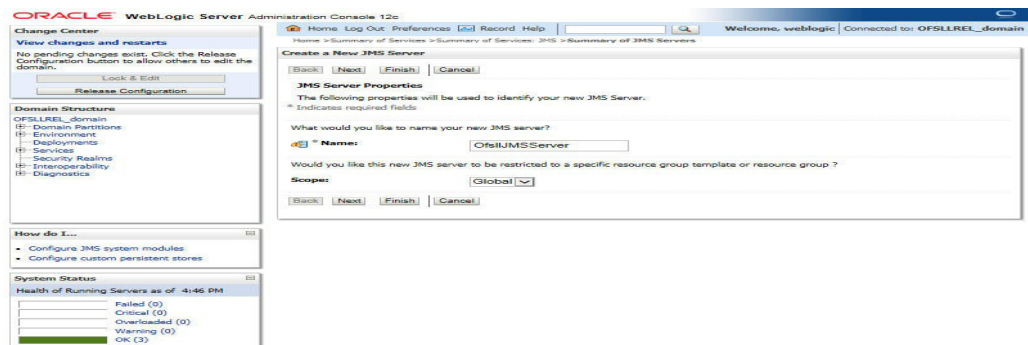 ORACLE WebLogic Server Administration Console 12c
Change Center
View changes and restarts
No pending changes exist. Click the Release
Configuration button to allow others to edit the
domain.
Lock & Edit
Release Configuration
Domain Structure
OFSLLREL_domain
Domain Partitions
Environment
Deployments
Services
Security Realms
Interoperability
Diagnostics
How do I...
Configure JMS system modules
Configure custom persistent stores
System Status
Health of Running Servers as of 4:46 PM
Failed (0)
Critical (0)
Overloaded (0)
Warning (0)
OK (3)
Home Log Out Preferences Record Help
Welcome, weblogic Connected to: OFSLLREL_domain
Home >Summary of Services >Summary of Services: JMS >Summary of JMS Servers
Create a New JMS Server
Back Next Finish Cancel
JMS Server Properties
The following properties will be used to identify your new JMS Server.
* Indicates required fields
What would you like to name your new JMS server?
* Name: OfsllJMSServer
Would you like this new JMS server to be restricted to a specific resource group template or resource group ?
Scope: Global
Back Next Finish Cancel